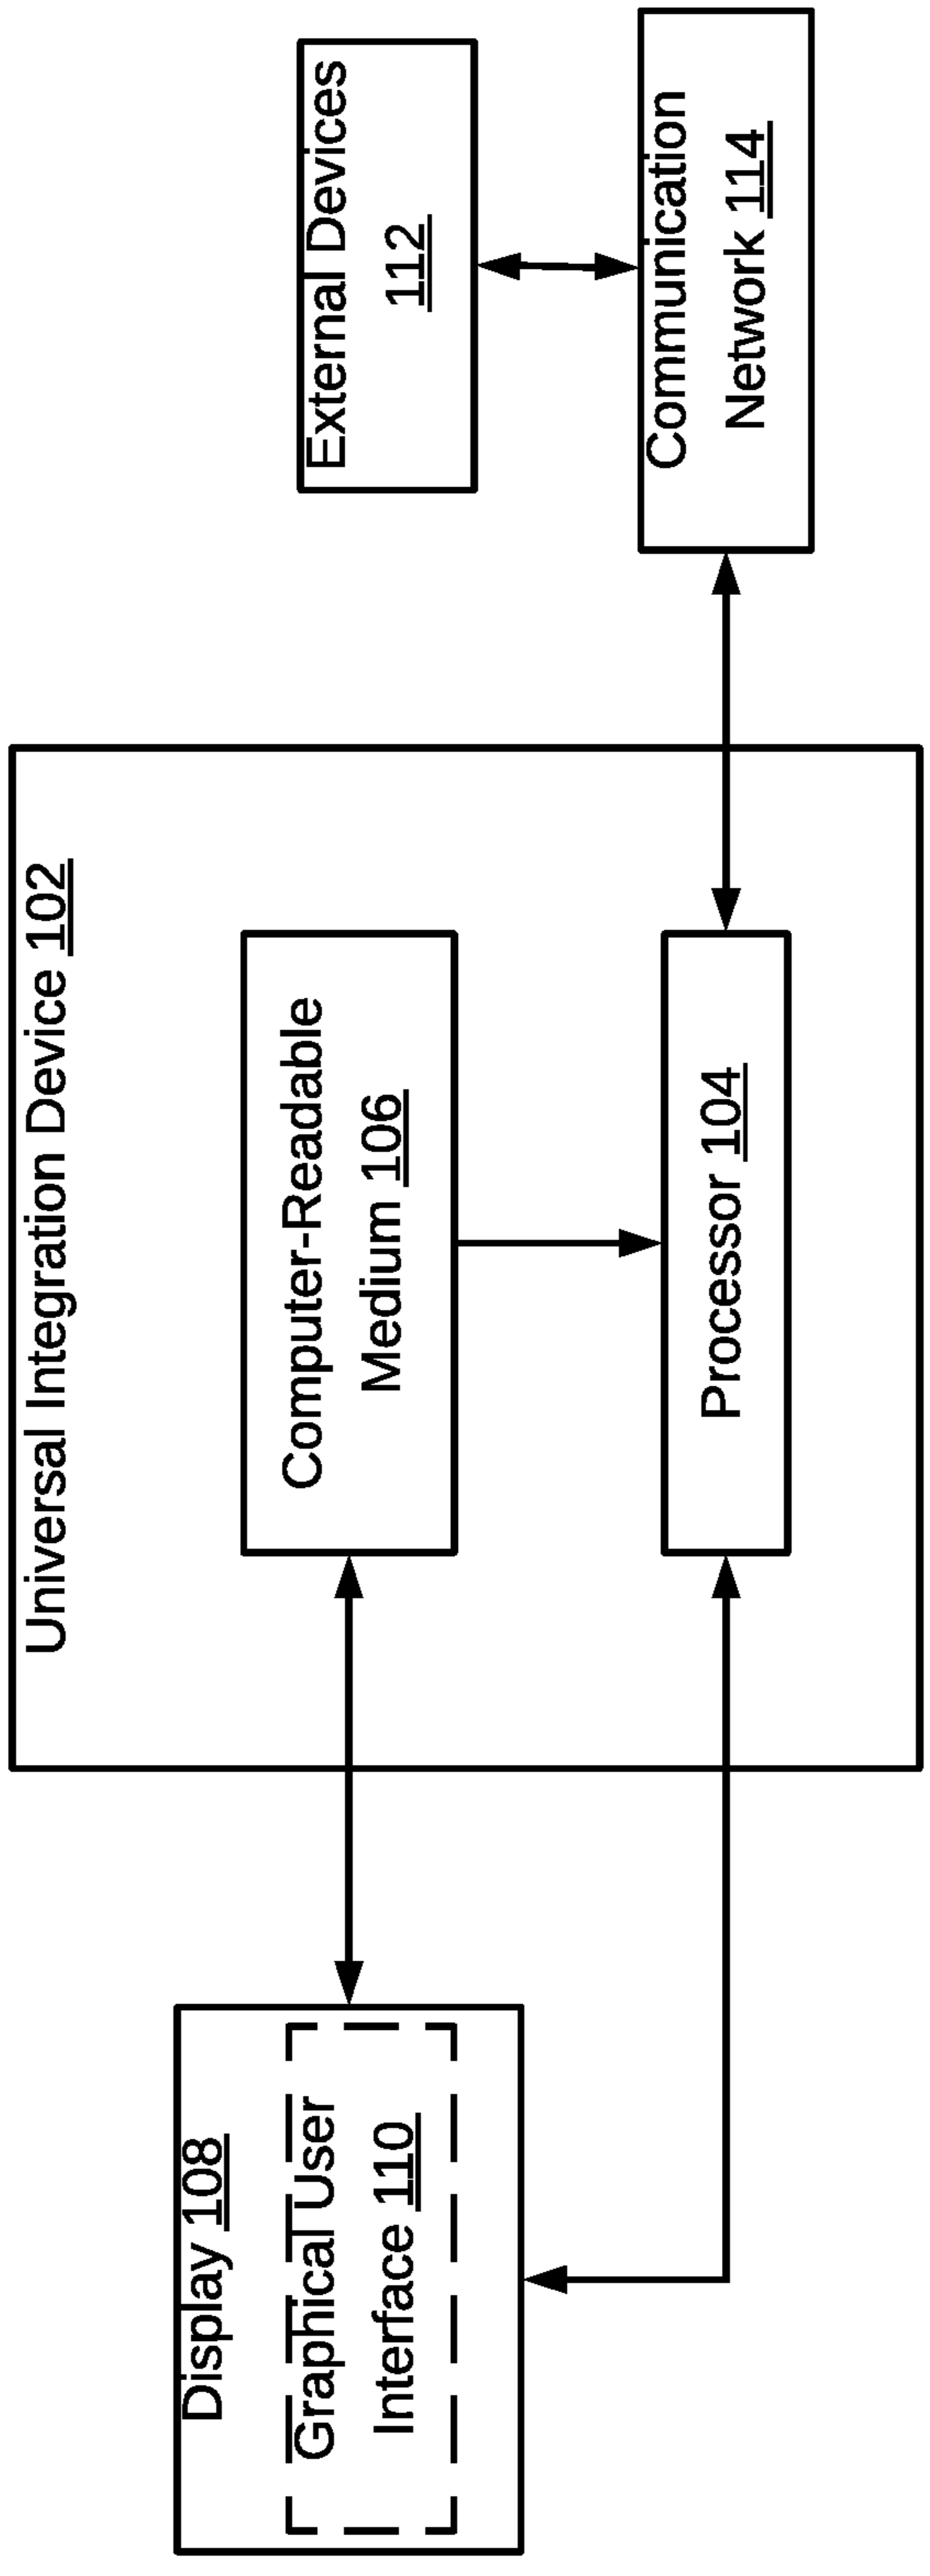 Display 108
Graphical User
Interface 110
Universal Integration Device 102
Computer-Readable
Medium 106
Processor 104
External Devices
112
Communication
Network 114